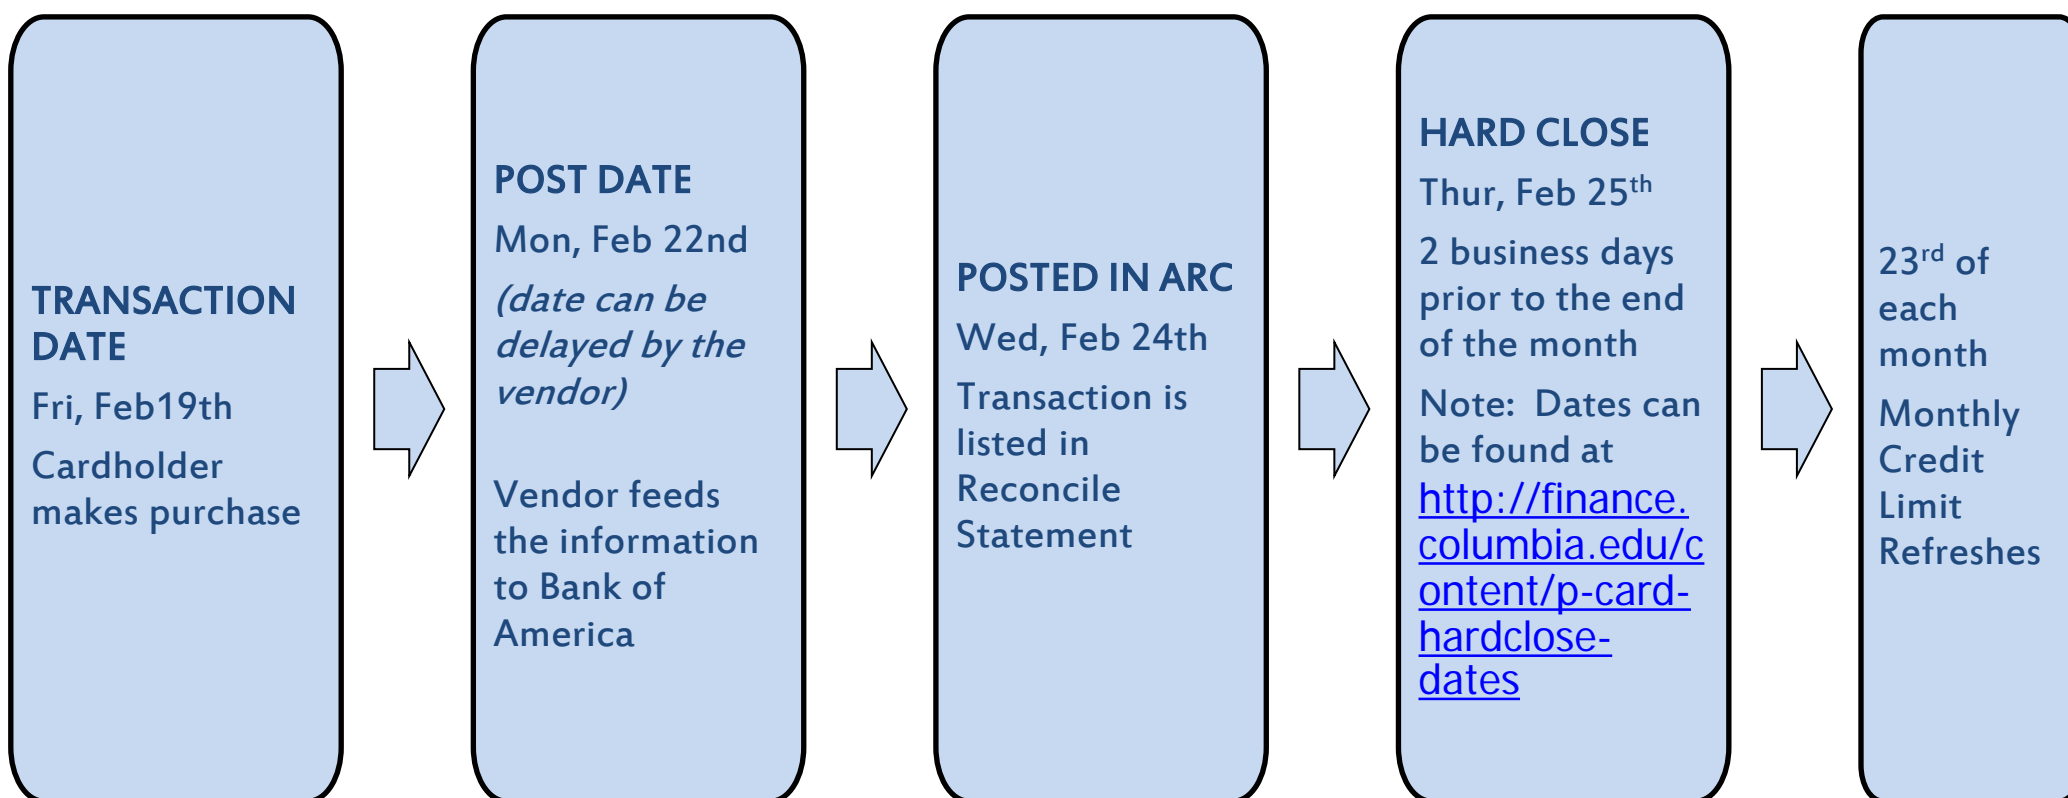 TRANSACTION
DATE
Fri, Feb19th
Cardholder
makes purchase
POST DATE
Mon, Feb 22nd
(date can be
delayed by the
vendor)
Vendor feeds
the information
to Bank of
America
POSTED IN ARC
Wed, Feb 24th
Transaction is
listed in
Reconcile
Statement
HARD CLOSE
Thur, Feb 25th
2 business days
prior to the end
of the month
Note:  Dates can
be found at
http://finance.
columbia.edu/c
ontent/p-card-
hardclose-
dates
23rd of
each
month
Monthly
Credit
Limit
Refreshes